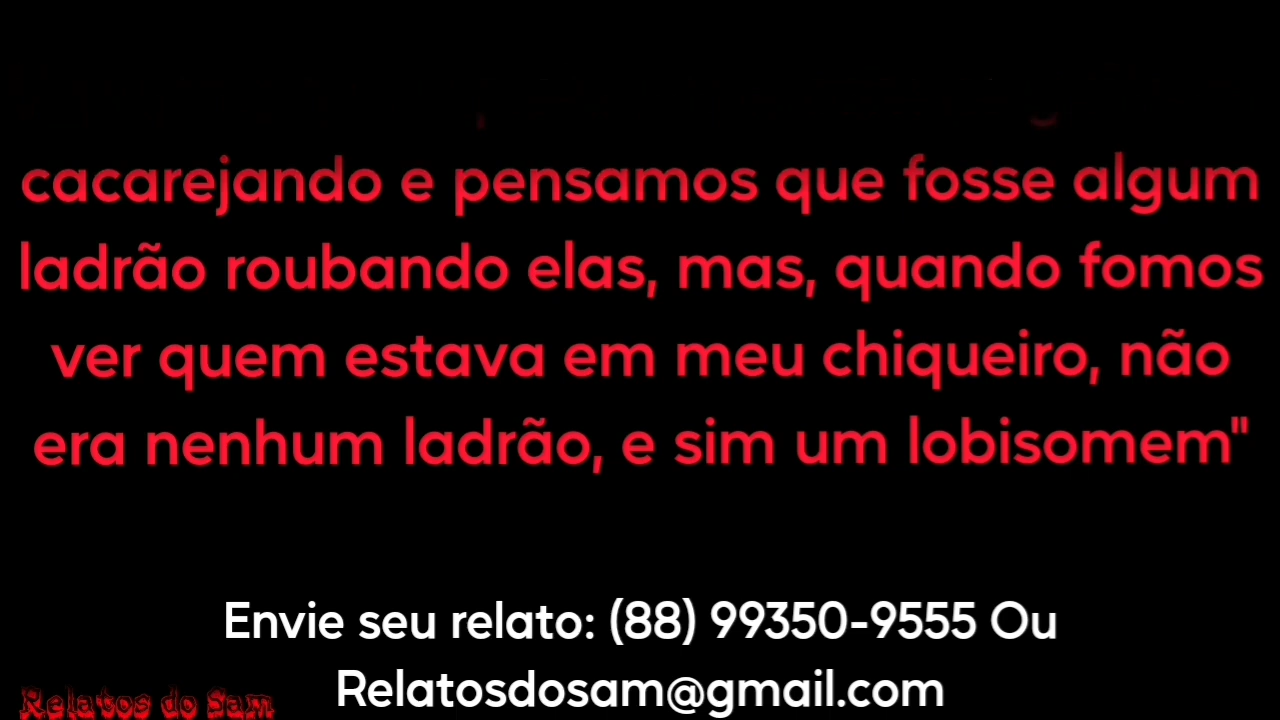 cacarejando e pensamos que fosse algum
ladrão roubando elas, mas, quando fomos
ver quem estava em meu chiqueiro, não
era nenhum ladrão, e sim um lobisomem"
Envie seu relato: (88) 99350-9555 Ou
Relatosdosam@gmail.com
Relatos do Sam